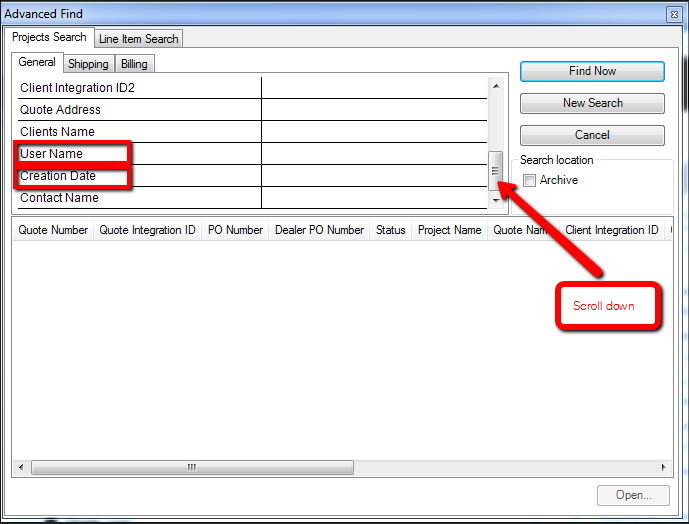 Advanced Find
Projects Search Line Item Search
General Shipping Billing
Client Integration ID2
Quote Address
Clients Name
User Name
Creation Date
Contact Name
Find Now
New Search
Cancel
Search location
Archive
Quote Number Quote Integration ID PO Number Dealer PO Number Status Project Name Quote Name Client Integration ID
Scroll down
Open...